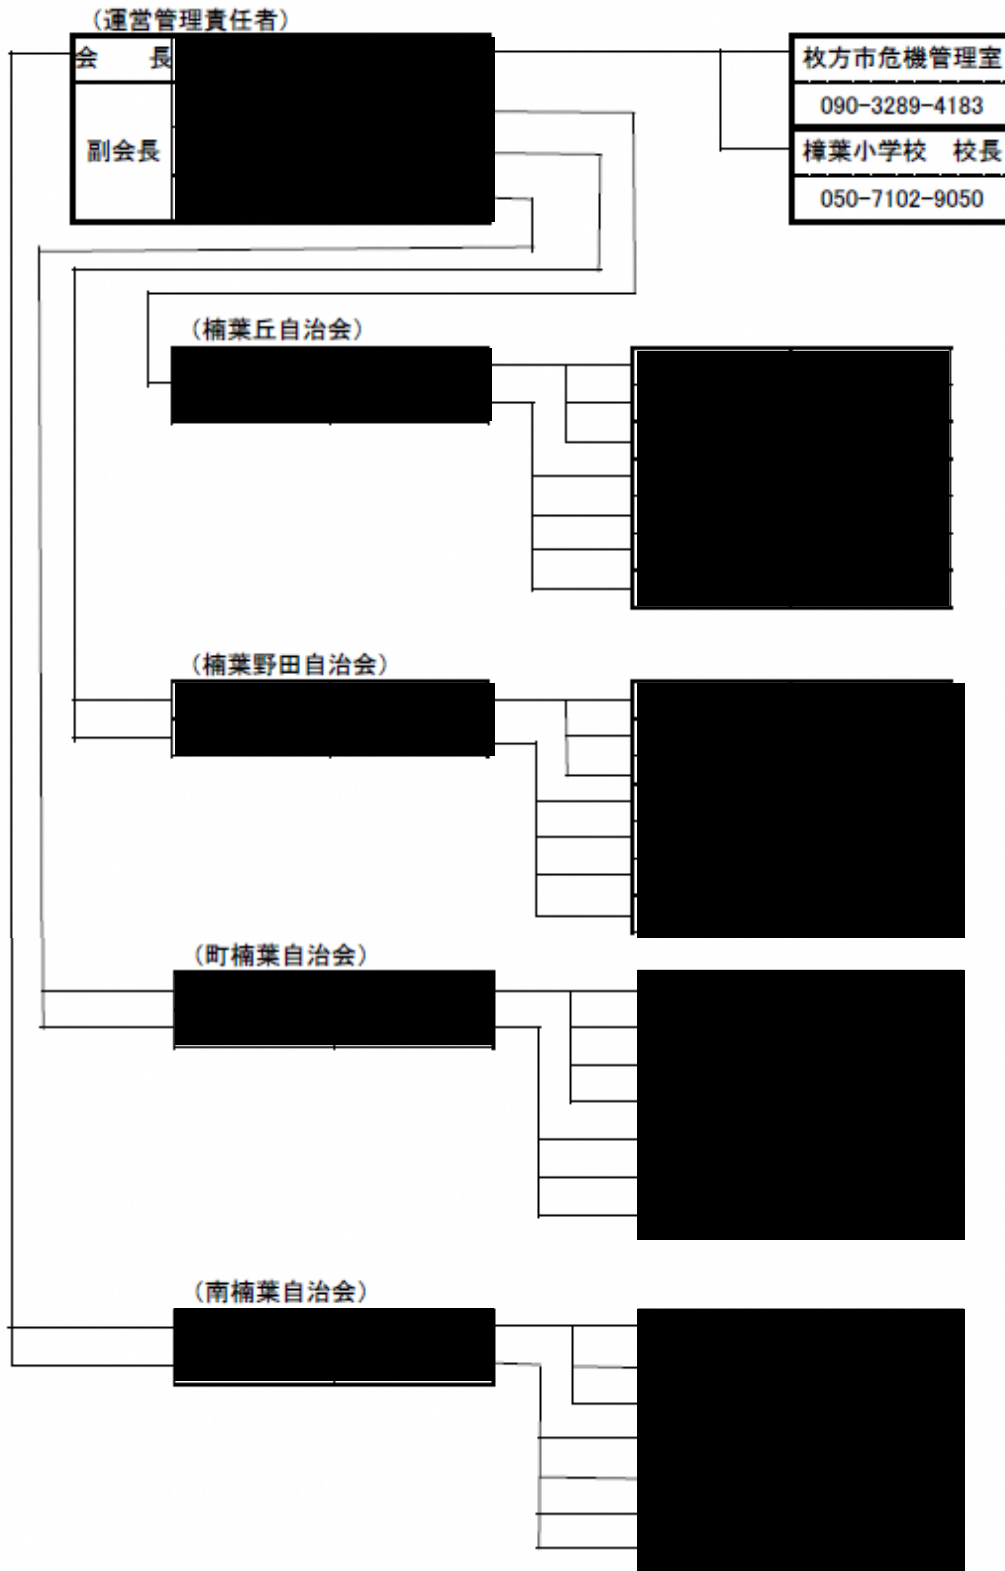 （運営管理責任者）
会　　長
副会長
枚方市危機管理室
090-3289-4183
樟葉小学校　校長
050-7102-9050
（楠葉丘自治会）
（楠葉野田自治会）
（町楠葉自治会）
（南楠葉自治会）